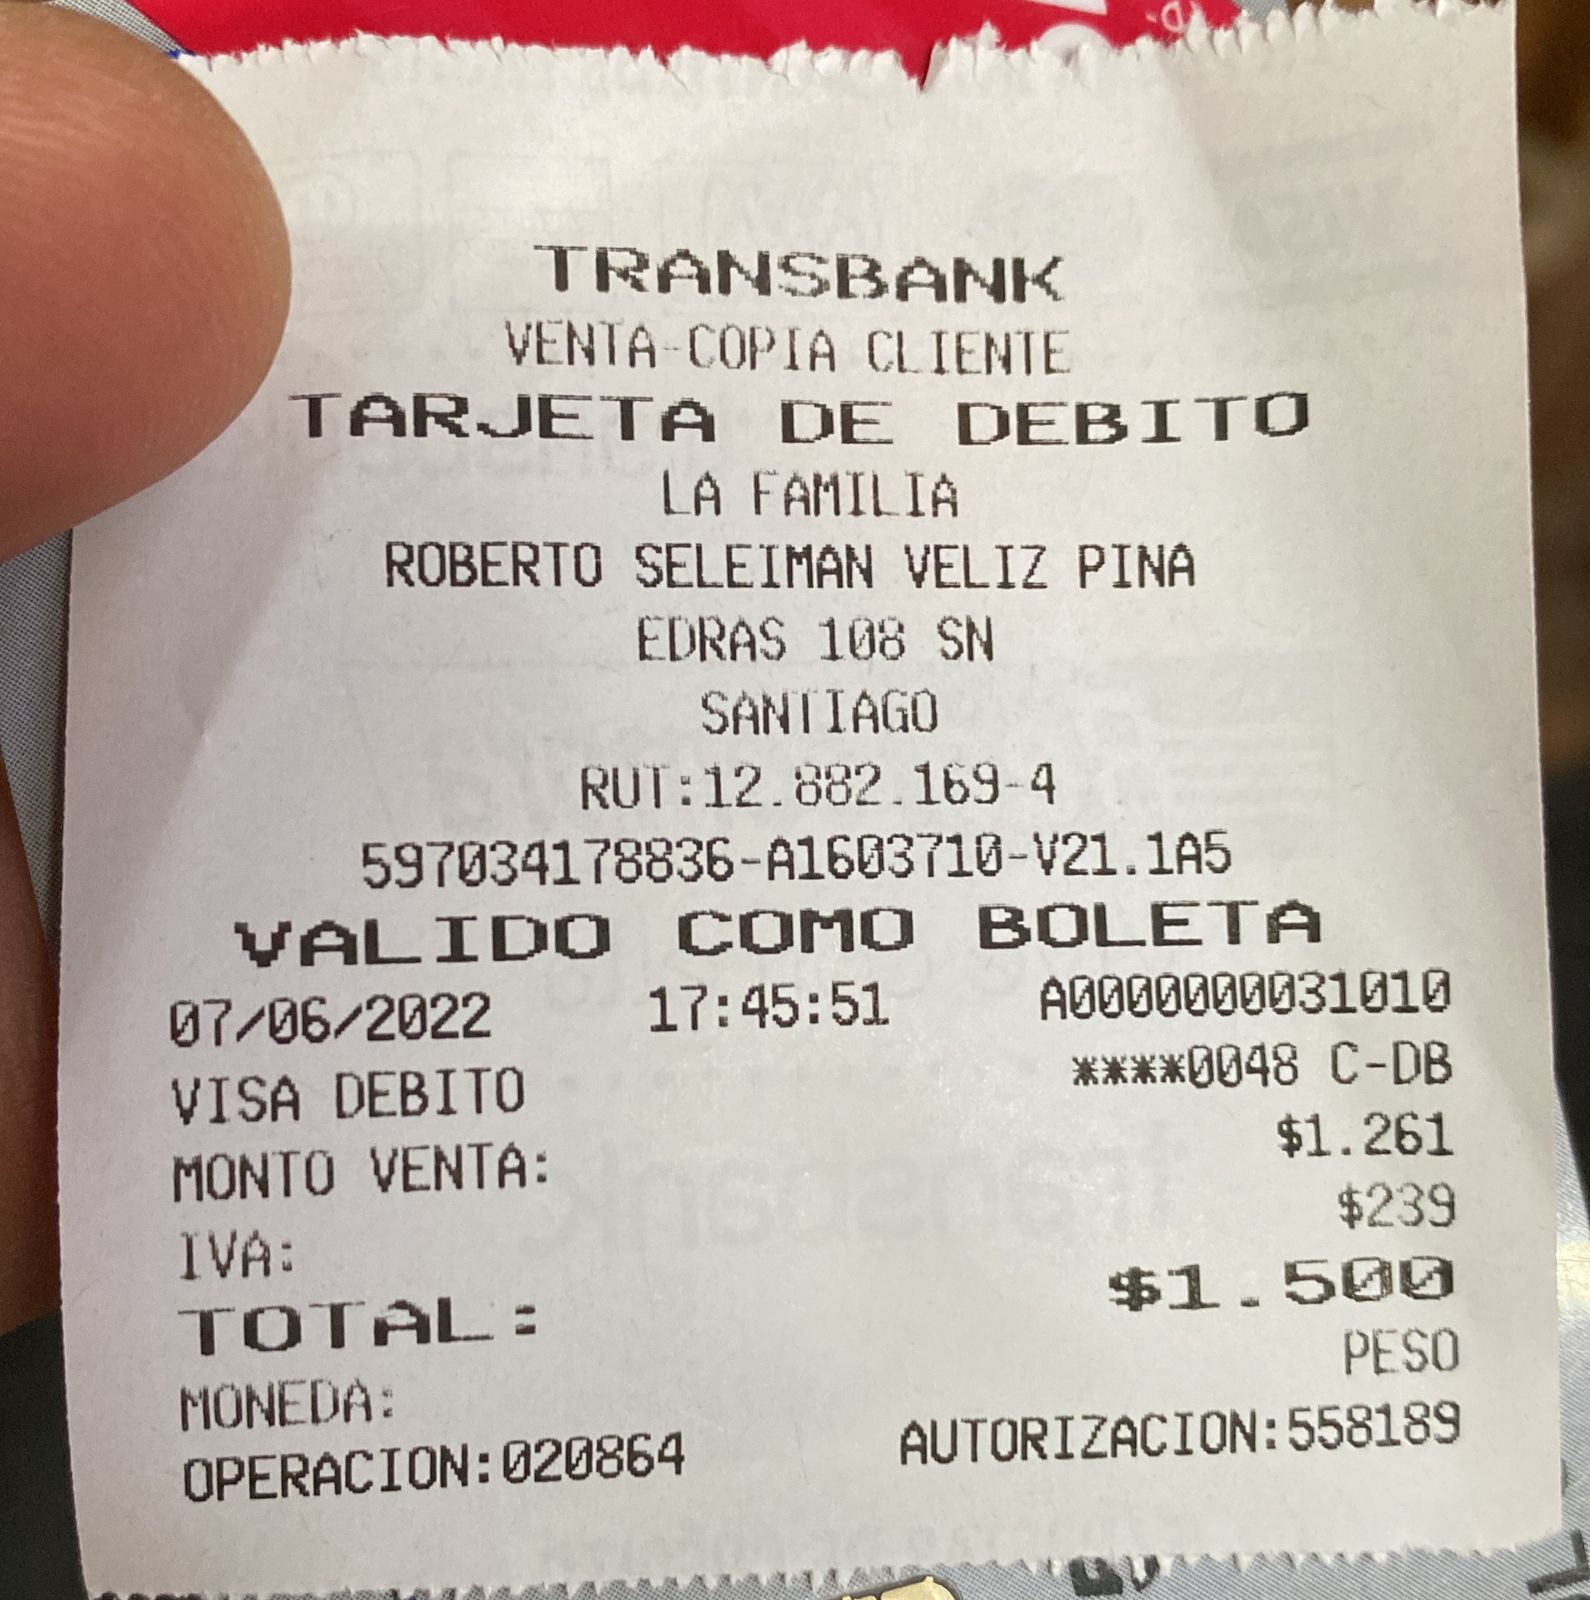 TRANSBANK
VENTA-COPIA CLIENTE
TARJETA DE DEBITO
LA FAMILIA
ROBERTO SELEIMAN VELIZ PINA
EDRAS 108 SN
SANTIAGO
RUT:12.882.169-4
597034178836-A1603710-V21.1A5
VALIDO COMO BOLETA
07/06/2022 17:45:51 A0000000031010
VISA DEBITO ****0048 C-DB
MONTO VENTA: $1.261
IVA: $239
TOTAL: $1.500
MONEDA: PESO
OPERACION:020864 AUTORIZACION:558189